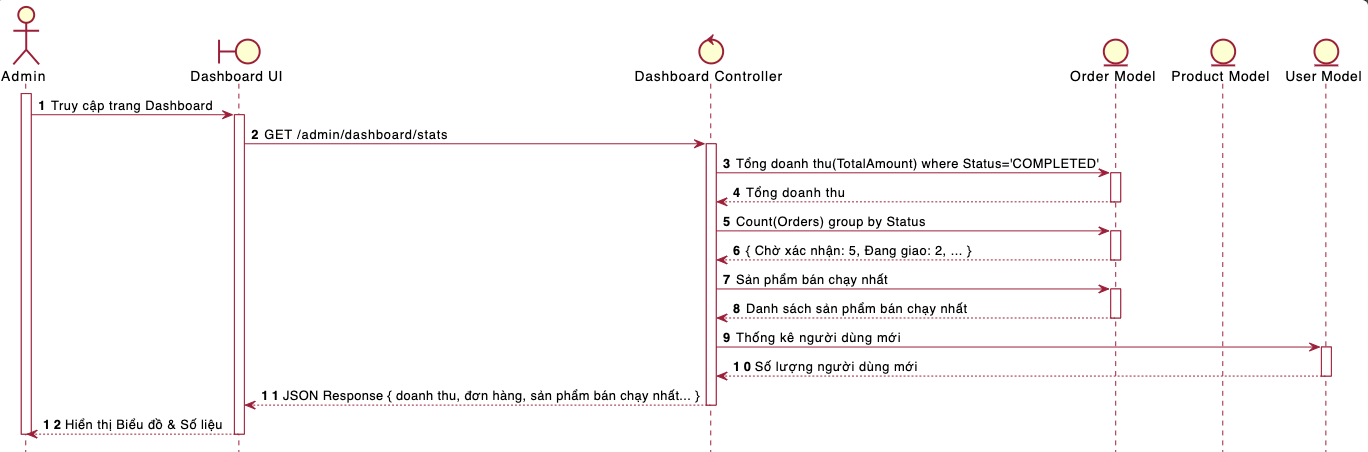 Admin
Dashboard UI
Dashboard Controller
Order Model
Product Model
User Model
1 Truy cập trang Dashboard
2 GET /admin/dashboard/stats
3 Tổng doanh thu(TotalAmount) where Status='COMPLETED'
4 Tổng doanh thu
5 Count(Orders) group by Status
6 { Chờ xác nhận: 5, Đang giao: 2, ... }
7 Sản phẩm bán chạy nhất
8 Danh sách sản phẩm bán chạy nhất
9 Thống kê người dùng mới
10 Số lượng người dùng mới
11 JSON Response { doanh thu, đơn hàng, sản phẩm bán chạy nhất... }
12 Hiển thị Biểu đồ & Số liệu